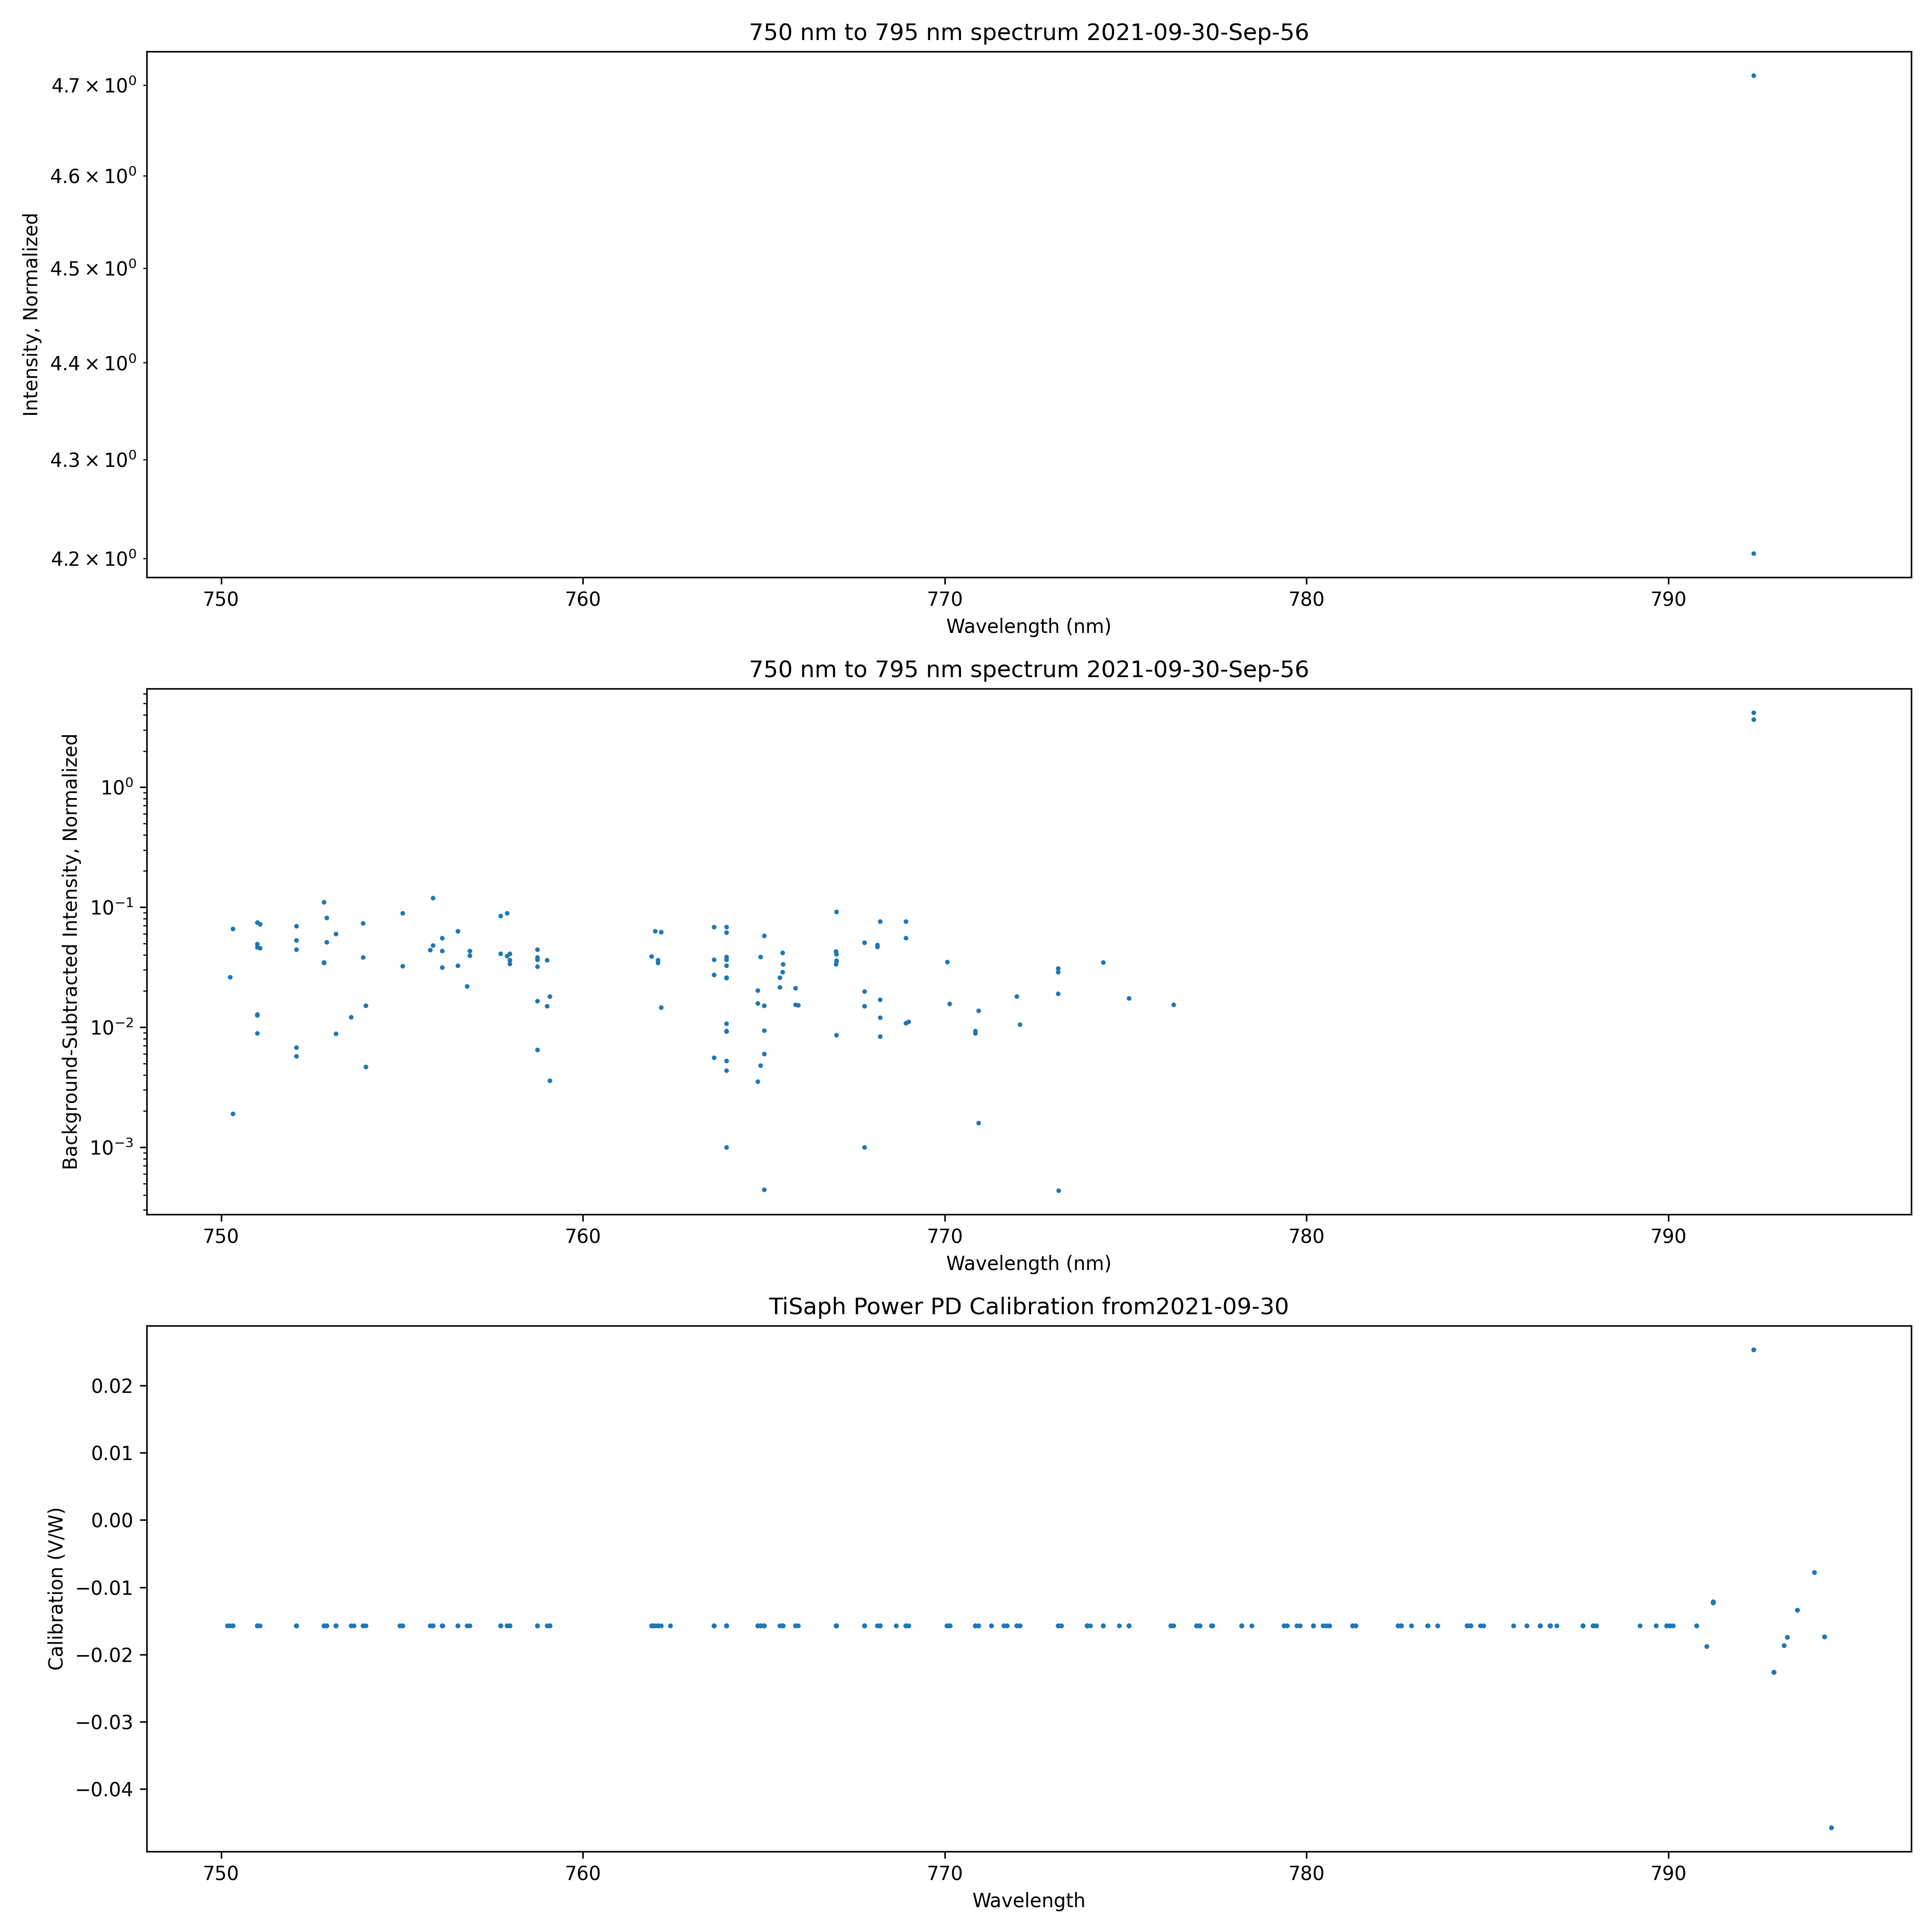 750 nm to 795 nm spectrum 2021-09-30-Sep-56
Intensity, Normalized
4.7 × 10⁰
4.6 × 10⁰
4.5 × 10⁰
4.4 × 10⁰
4.3 × 10⁰
4.2 × 10⁰
750 760 770 780 790
Wavelength (nm)
750 nm to 795 nm spectrum 2021-09-30-Sep-56
Background-Subtracted Intensity, Normalized
10⁰
10⁻¹
10⁻²
10⁻³
750 760 770 780 790
Wavelength (nm)
TiSaph Power PD Calibration from2021-09-30
Calibration (V/W)
0.02
0.01
0.00
−0.01
−0.02
−0.03
−0.04
750 760 770 780 790
Wavelength